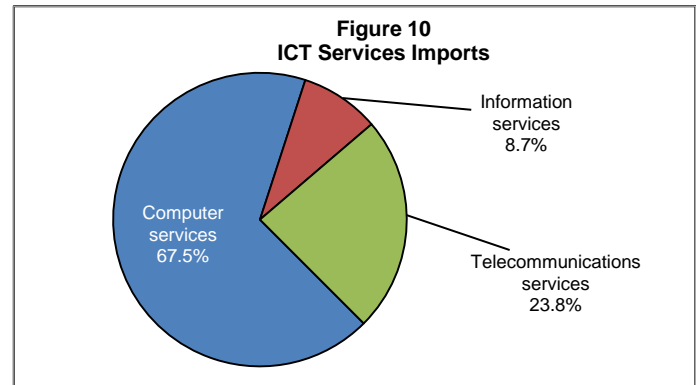 Figure 10
ICT Services Imports
Information
services
8.7%
Computer
services
67.5%
Telecommunications
services
23.8%